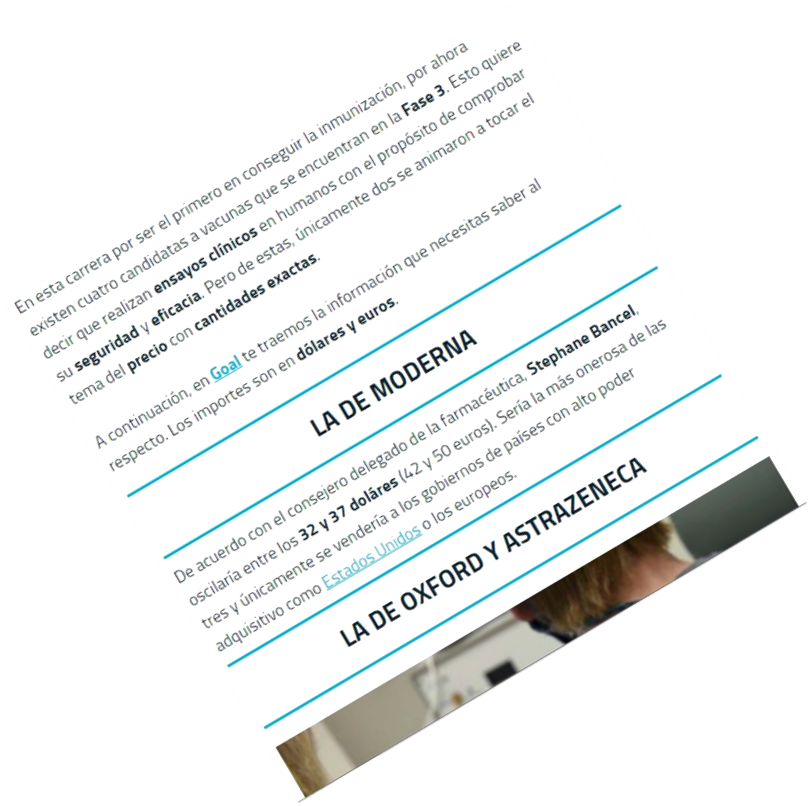 En esta carrera por ser el primero en conseguir la inmunización, por ahora
existen cuatro candidatas a vacunas que se encuentran en la Fase 3. Esto quiere
decir que realizan ensayos clínicos en humanos con el propósito de comprobar
su seguridad y eficacia. Pero de estas, únicamente dos se animaron a tocar el
tema del precio con cantidades exactas.
A continuación, en Goal te traemos la información que necesitas saber al
respecto. Los importes son en dólares y euros.
LA DE MODERNA
De acuerdo con el consejero delegado de la farmacéutica, Stephane Bancel,
oscilaría entre los 32 y 37 doláres (42 y 50 euros). Sería la más onerosa de las
tres y únicamente se vendería a los gobiernos de países con alto poder
adquisitivo como Estados Unidos o los europeos.
LA DE OXFORD Y ASTRAZENECA